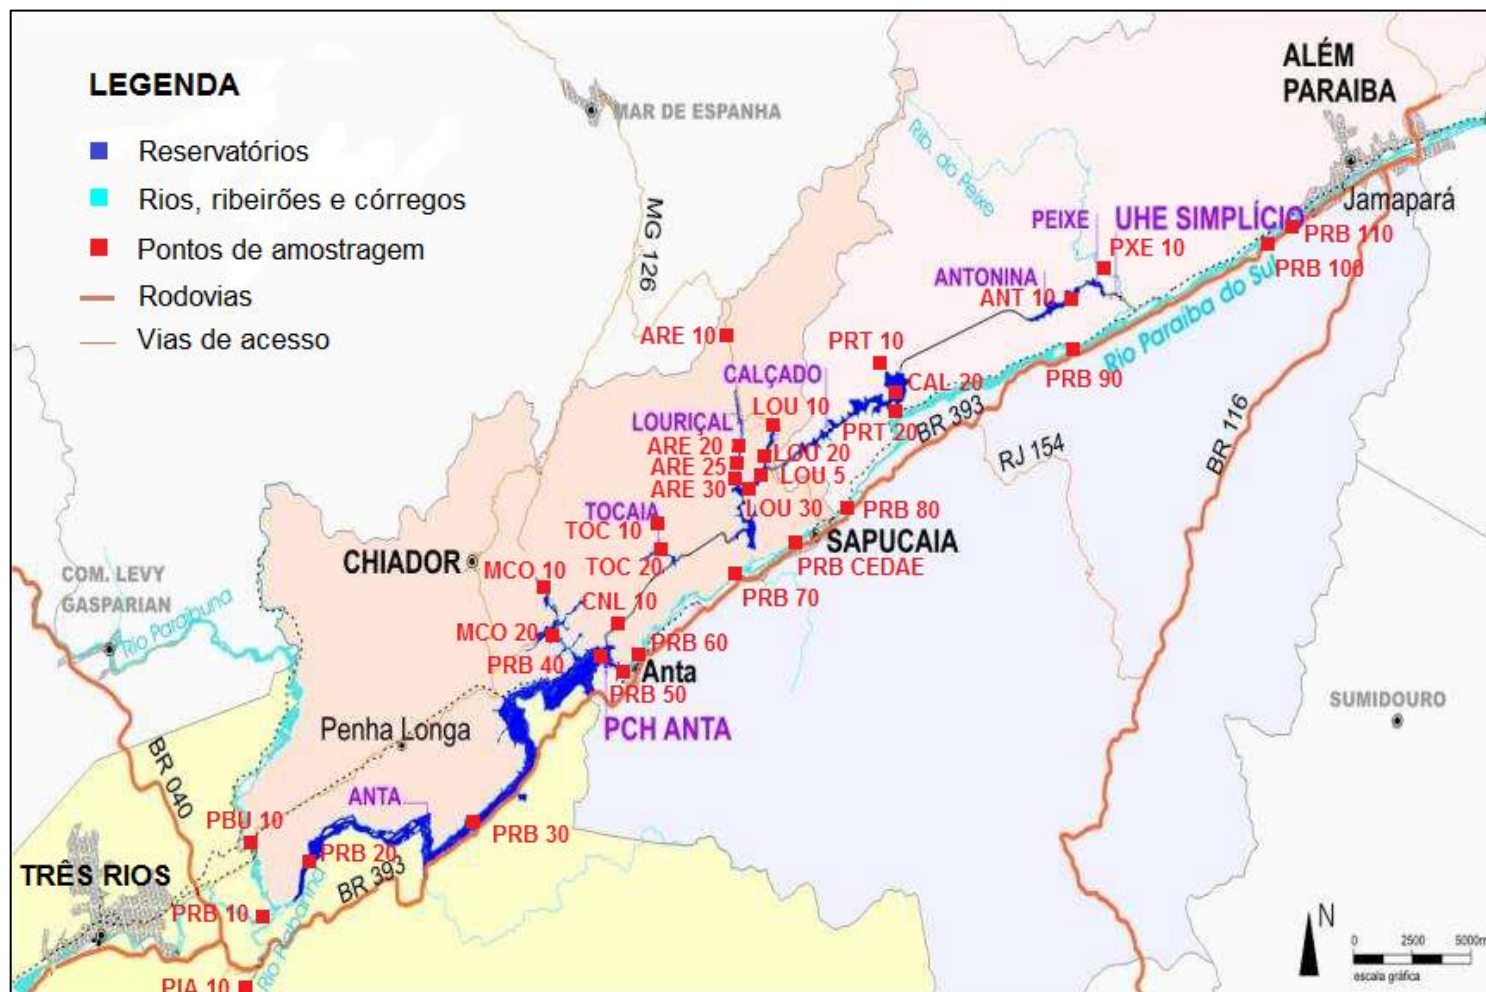 LEGENDA
Reservatórios
Rios, ribeirões e córregos
Pontos de amostragem
Rodovias
Vias de acesso
MAR DE ESPANHA
MG 126
Rib. do Peixe
ALÉM
PARAIBA
Jamapará
PEIXE
UHE SIMPLÍCIO
PXE 10
PRB 110
PRB 100
ANTONINA
ANT 10
Rio Paraíba do Sul
ARE 10
PRT 10
PRB 90
CALÇADO
CAL 20
LOU 10
LOURIÇAL
PRT 20
BR 393
ARE 20
LOU 20
ARE 25
LOU 5
ARE 30
LOU 30
RJ 154
BR 116
TOCAIA
TOC 10
PRB 80
SAPUCAIA
CHIADOR
TOC 20
PRB CEDAE
MCO 10
PRB 70
COM. LEVY
GASPARIAN
Rio Paraibuna
CNL 10
MCO 20
PRB 40
PRB 60
Anta
PRB 50
SUMIDOURO
Penha Longa
PCH ANTA
BR 040
ANTA
PBU 10
PRB 30
PRB 20
BR 393
TRÊS RIOS
PRB 10
Rio Piabanha
PIA 10
N
0 2500 5000m
escala gráfica